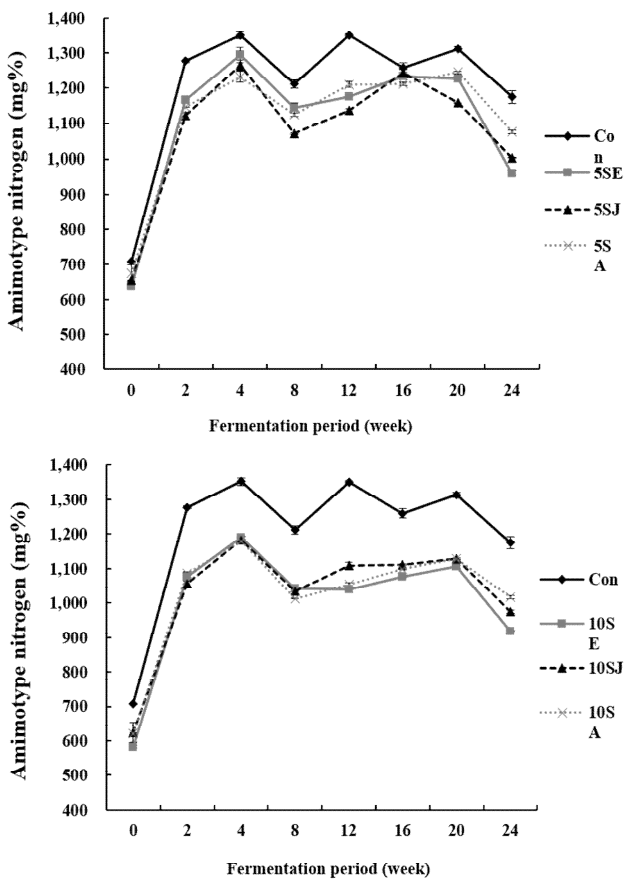 Amimotype nitrogen (mg%)
1,400
1,300
1,200
1,100
1,000
900
800
700
600
500
400
0 2 4 8 12 16 20 24
Fermentation period (week)
Co
n
5SE
5SJ
5S
A
Amimotype nitrogen (mg%)
1,400
1,300
1,200
1,100
1,000
900
800
700
600
500
400
0 2 4 8 12 16 20 24
Fermentation period (week)
Con
10S
E
10SJ
10S
A